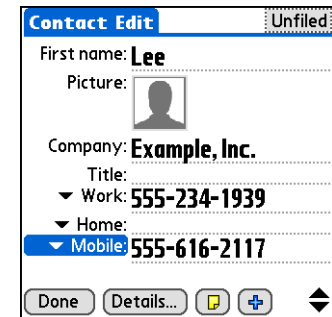 Contact Edit Unfiled
First name: Lee
Picture:
Company: Example, Inc.
Title:
Work: 555-234-1939
Home:
Mobile: 555-616-2117
Done Details...